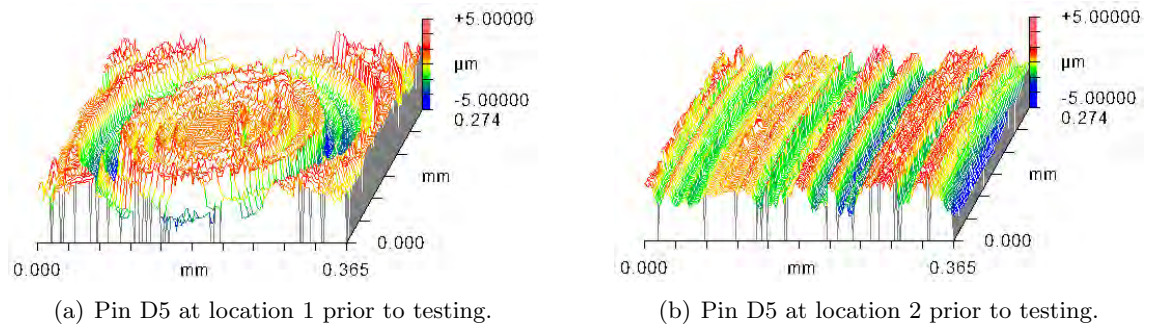 +5.00000
µm
-5.00000
0.274
mm
0.000
0.000
mm
0.365
(a) Pin D5 at location 1 prior to testing.
+5.00000
µm
-5.00000
0.274
mm
0.000
0.000
mm
0.365
(b) Pin D5 at location 2 prior to testing.